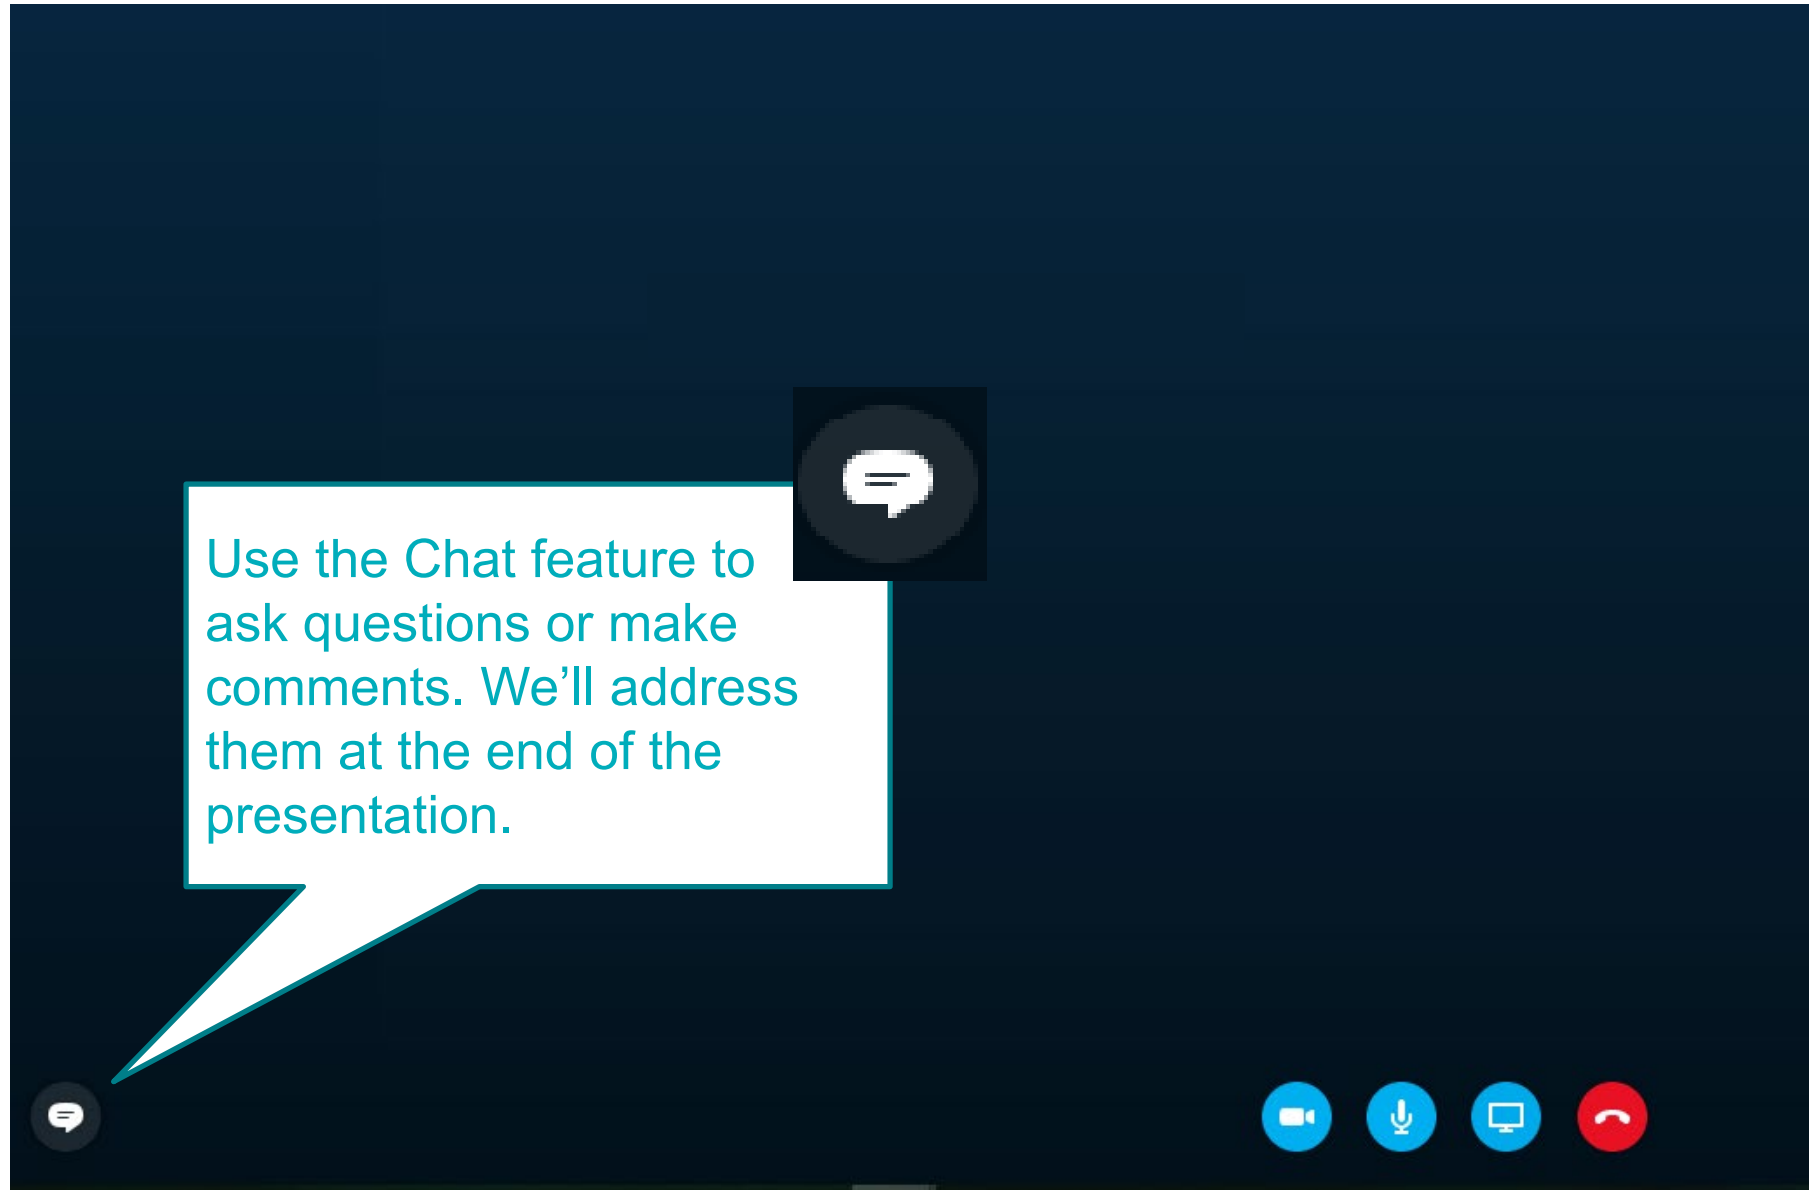 Use the Chat feature to
ask questions or make
comments. We’ll address
them at the end of the
presentation.